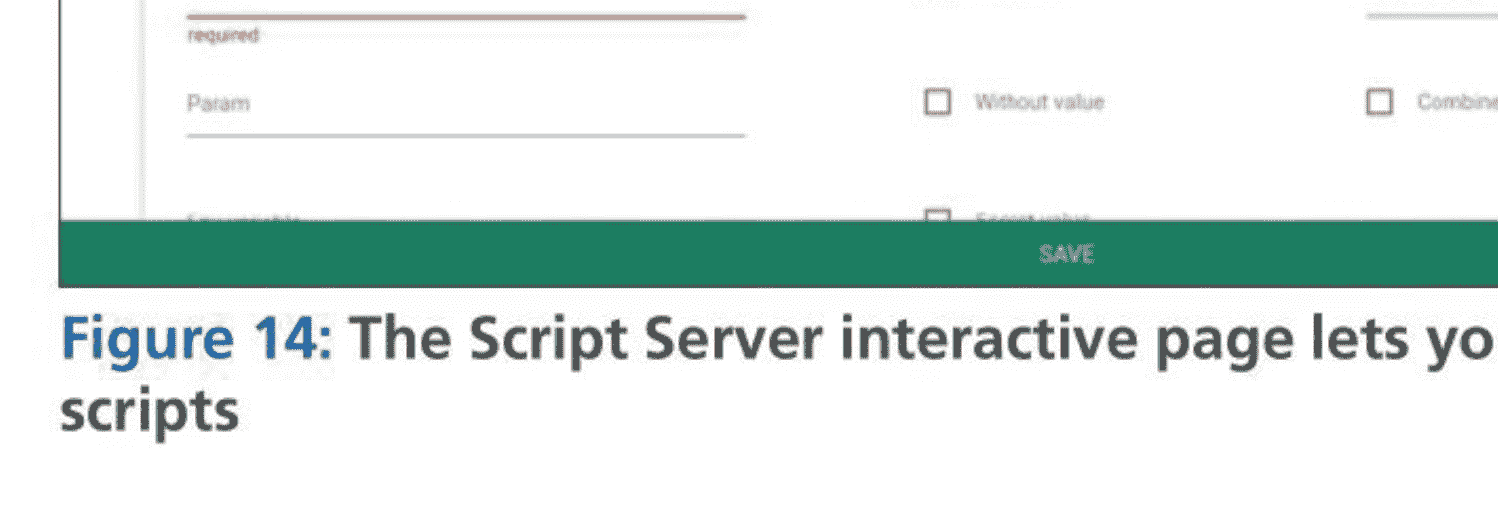 required
Param
Without value
Combine
SAVE
Figure 14: The Script Server interactive page lets yo
scripts